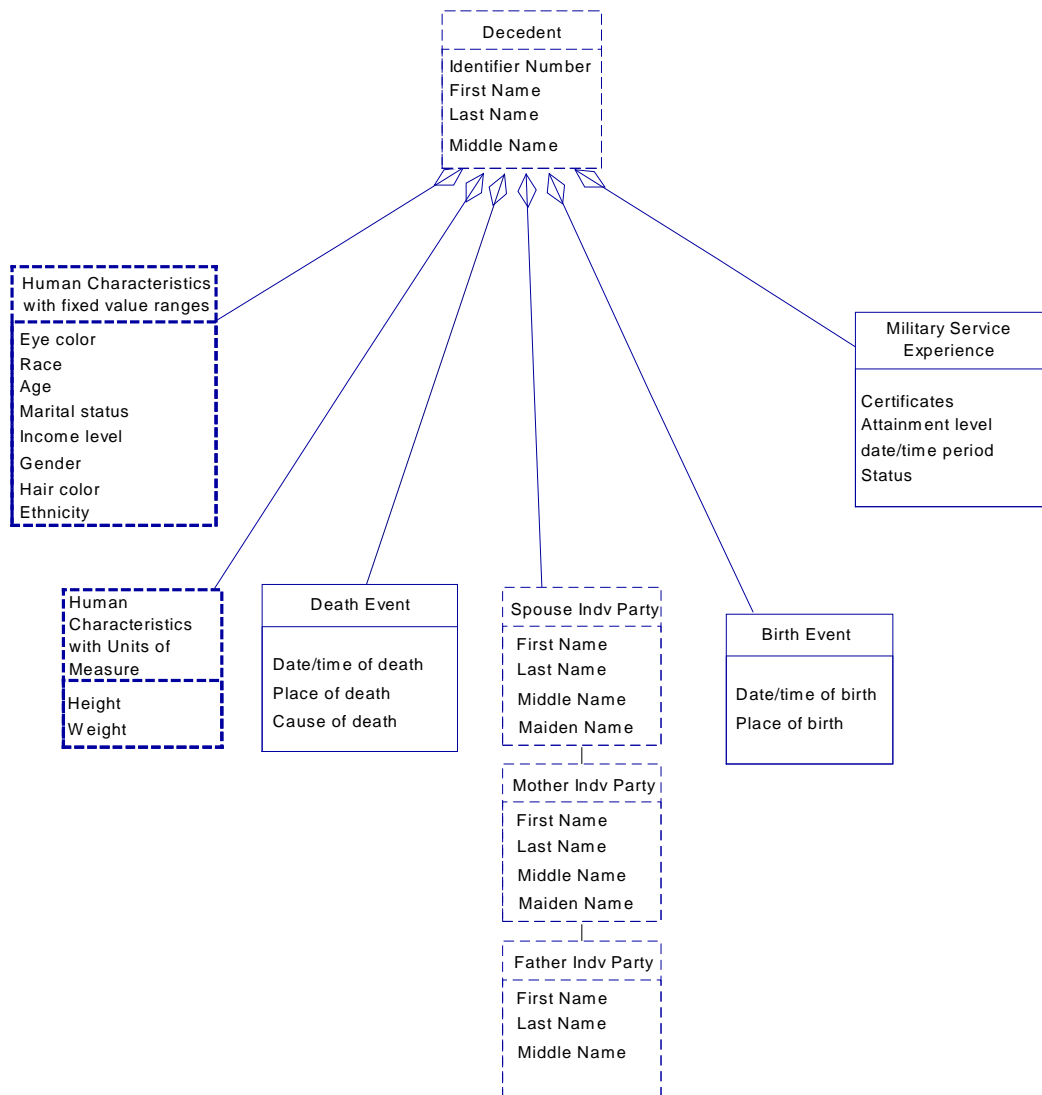 Decedent
Identifier Number
First Name
Last Name
Middle Name
Human Characteristics
with fixed value ranges
Eye color
Race
Age
Marital status
Income level
Gender
Hair color
Ethnicity
Military Service
Experience
Certificates
Attainment level
date/time period
Status
Human
Characteristics
with Units of
Measure
Height
Weight
Death Event
Date/time of death
Place of death
Cause of death
Spouse Indv Party
First Name
Last Name
Middle Name
Maiden Name
Birth Event
Date/time of birth
Place of birth
Mother Indv Party
First Name
Last Name
Middle Name
Maiden Name
Father Indv Party
First Name
Last Name
Middle Name